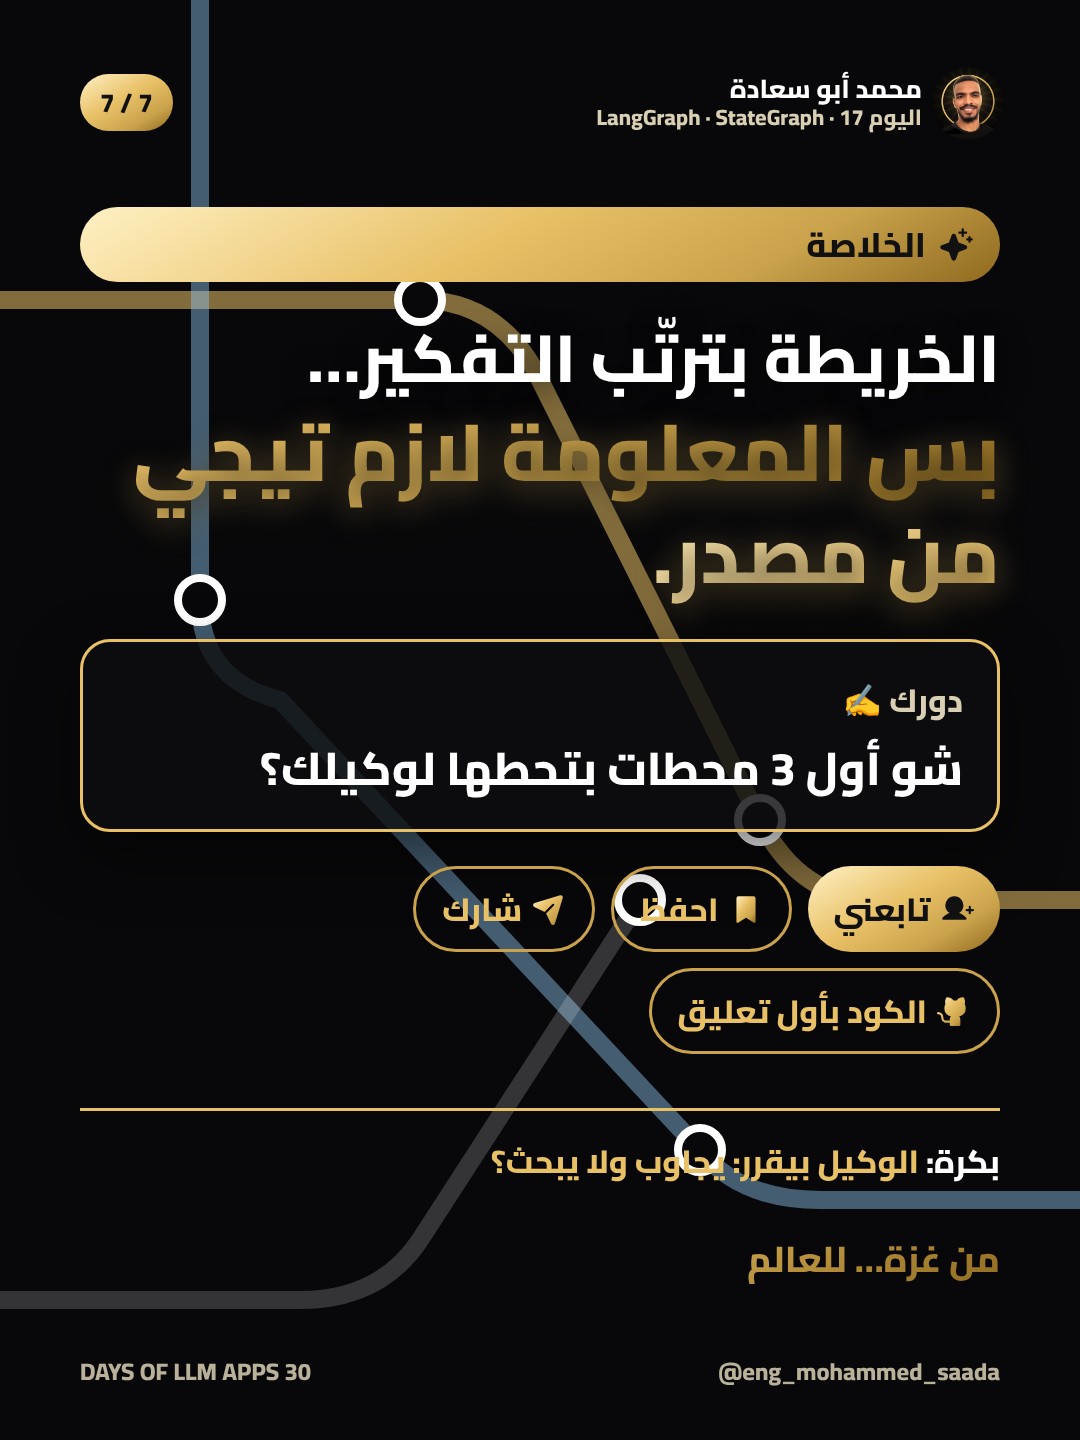 محمد أبو سعادة
اليوم 17 · LangGraph · StateGraph
7 / 7
الخلاصة
الخريطة بترتّب التفكير...
بس المعلومة لازم تيجي
من مصدر.
دورك ✍️
شو أول 3 محطات بتحطها لوكيلك؟
تابعني
احفظ
شارك
الكود بأول تعليق
بكرة: الوكيل بيقرر: يجاوب ولا يبحث؟
من غزة... للعالم
@eng_mohammed_saada
DAYS OF LLM APPS 30